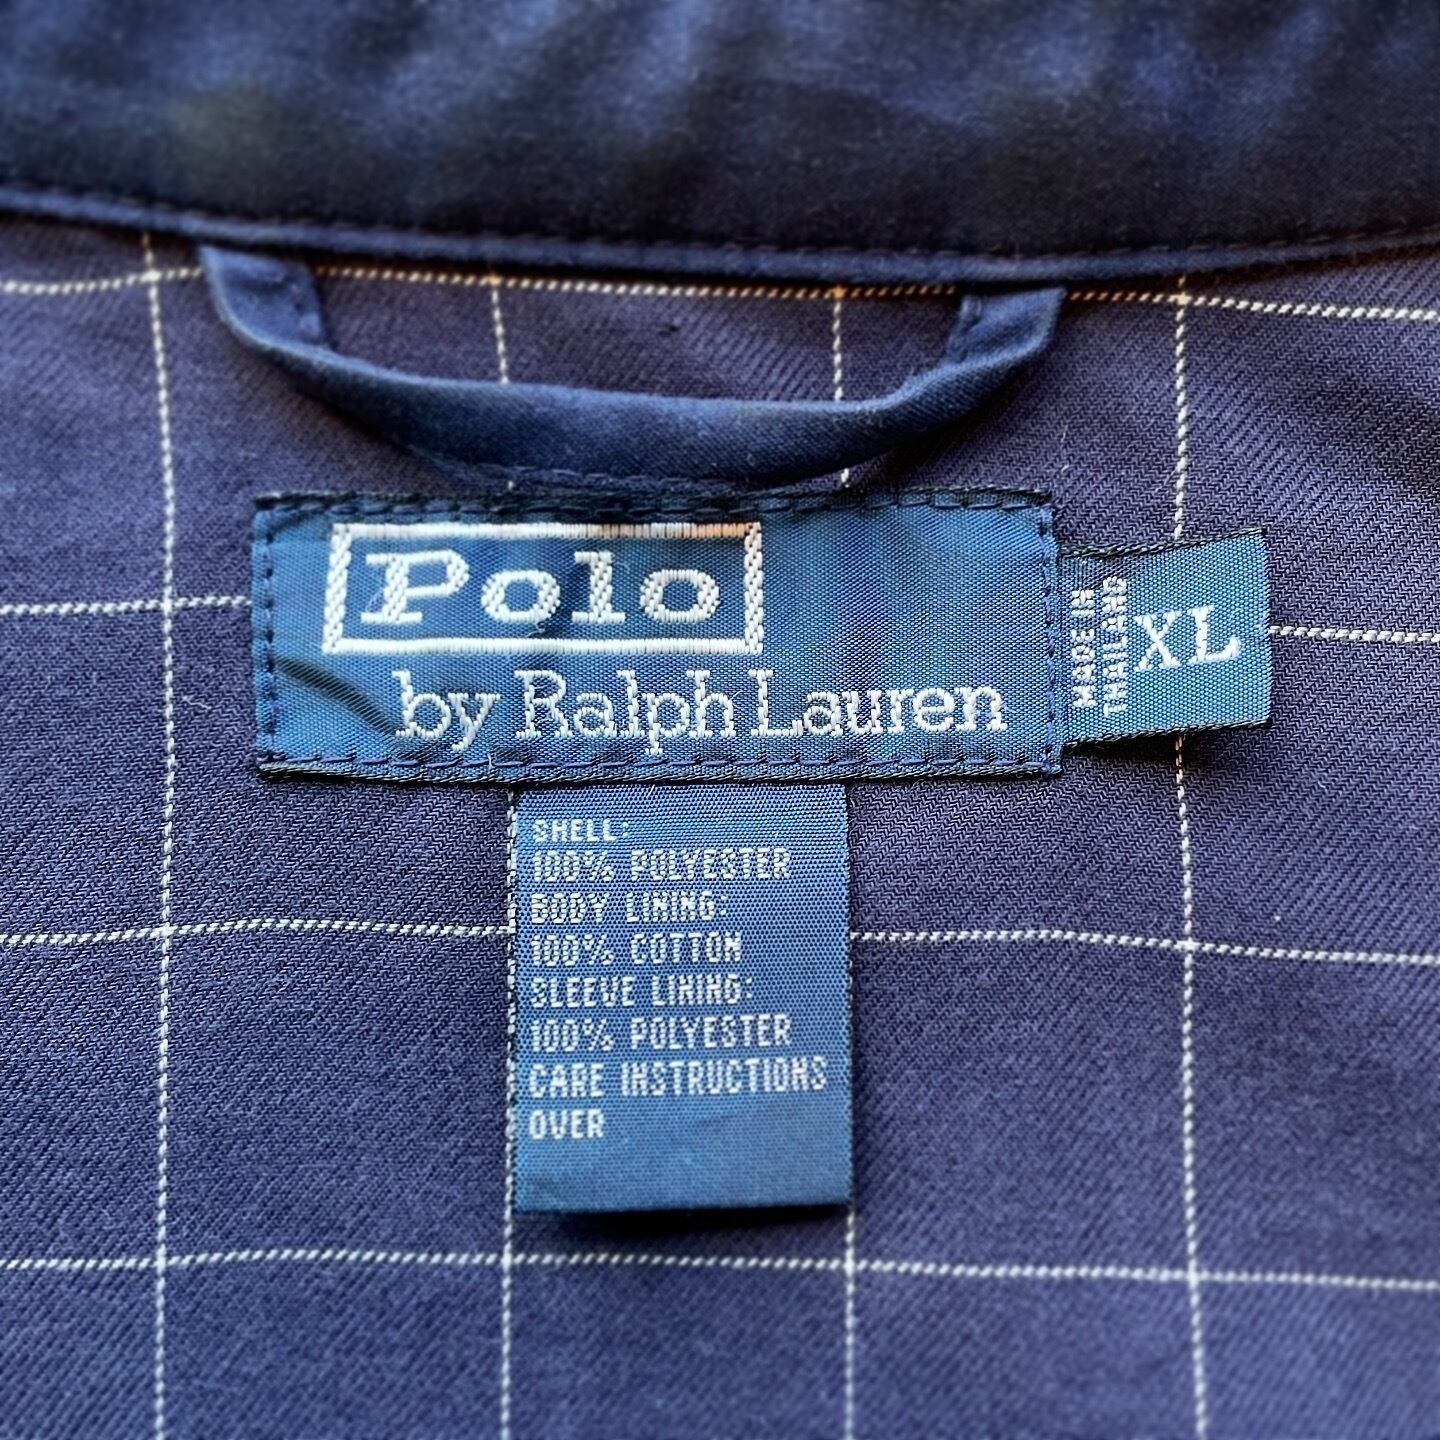 Polo
by Ralph Lauren
MADE IN
THAILAND
XL
SHELL:
100% POLYESTER
BODY LINING:
100% COTTON
SLEEVE LINING:
100% POLYESTER
CARE INSTRUCTIONS
OVER